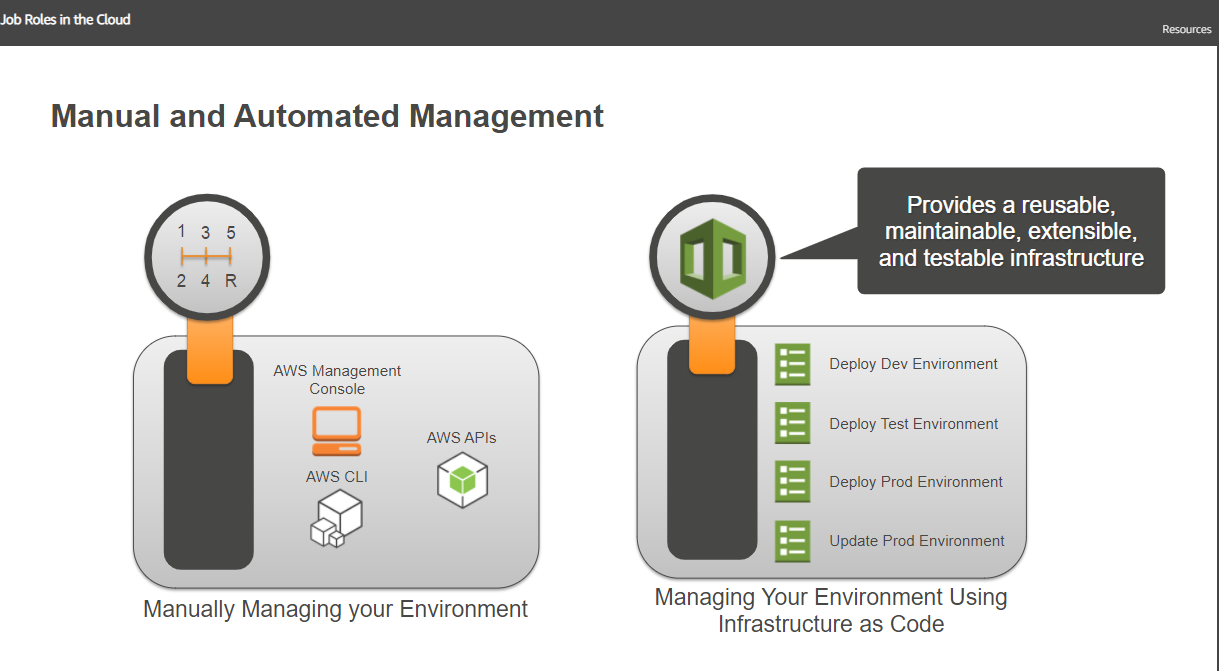 Job Roles in the Cloud
Resources
Manual and Automated Management
1 3 5
2 4 R
AWS Management
Console
AWS CLI
AWS APIs
Manually Managing your Environment
Provides a reusable,
maintainable, extensible,
and testable infrastructure
Deploy Dev Environment
Deploy Test Environment
Deploy Prod Environment
Update Prod Environment
Managing Your Environment Using
Infrastructure as Code